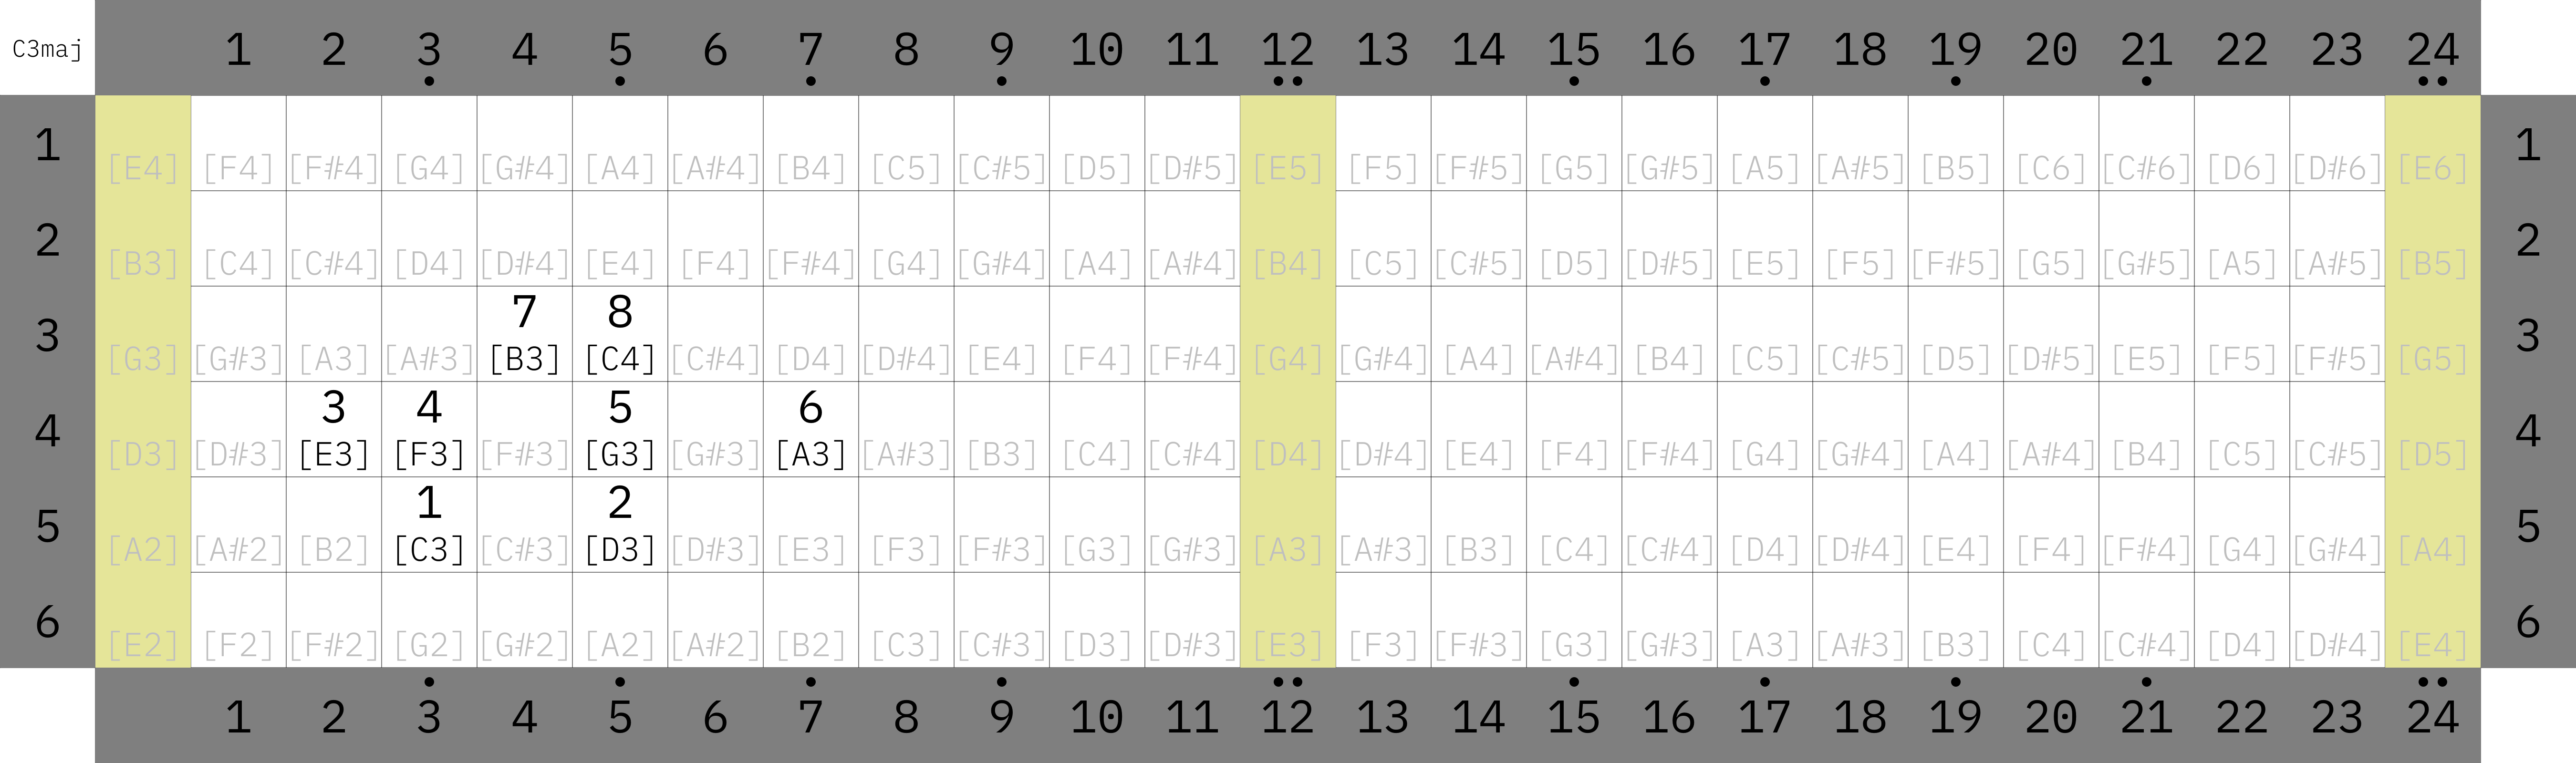 C3maj 1 2 3 4 5 6 7 8 9 10 11 12 13 14 15 16 17 18 19 20 21 22 23 24
1 [E4] [F4] [F#4] [G4] [G#4] [A4] [A#4] [B4] [C5] [C#5] [D5] [D#5] [E5] [F5] [F#5] [G5] [G#5] [A5] [A#5] [B5] [C6] [C#6] [D6] [D#6] [E6] 1
2 [B3] [C4] [C#4] [D4] [D#4] [E4] [F4] [F#4] [G4] [G#4] [A4] [A#4] [B4] [C5] [C#5] [D5] [D#5] [E5] [F5] [F#5] [G5] [G#5] [A5] [A#5] [B5] 2
7 8
3 [G3] [G#3] [A3] [A#3] [B3] [C4] [C#4] [D4] [D#4] [E4] [F4] [F#4] [G4] [G#4] [A4] [A#4] [B4] [C5] [C#5] [D5] [D#5] [E5] [F5] [F#5] [G5] 3
3 4 5 6
4 [D3] [D#3] [E3] [F3] [F#3] [G3] [G#3] [A3] [A#3] [B3] [C4] [C#4] [D4] [D#4] [E4] [F4] [F#4] [G4] [G#4] [A4] [A#4] [B4] [C5] [C#5] [D5] 4
1 2
5 [A2] [A#2] [B2] [C3] [C#3] [D3] [D#3] [E3] [F3] [F#3] [G3] [G#3] [A3] [A#3] [B3] [C4] [C#4] [D4] [D#4] [E4] [F4] [F#4] [G4] [G#4] [A4] 5
6 [E2] [F2] [F#2] [G2] [G#2] [A2] [A#2] [B2] [C3] [C#3] [D3] [D#3] [E3] [F3] [F#3] [G3] [G#3] [A3] [A#3] [B3] [C4] [C#4] [D4] [D#4] [E4] 6
1 2 3 4 5 6 7 8 9 10 11 12 13 14 15 16 17 18 19 20 21 22 23 24